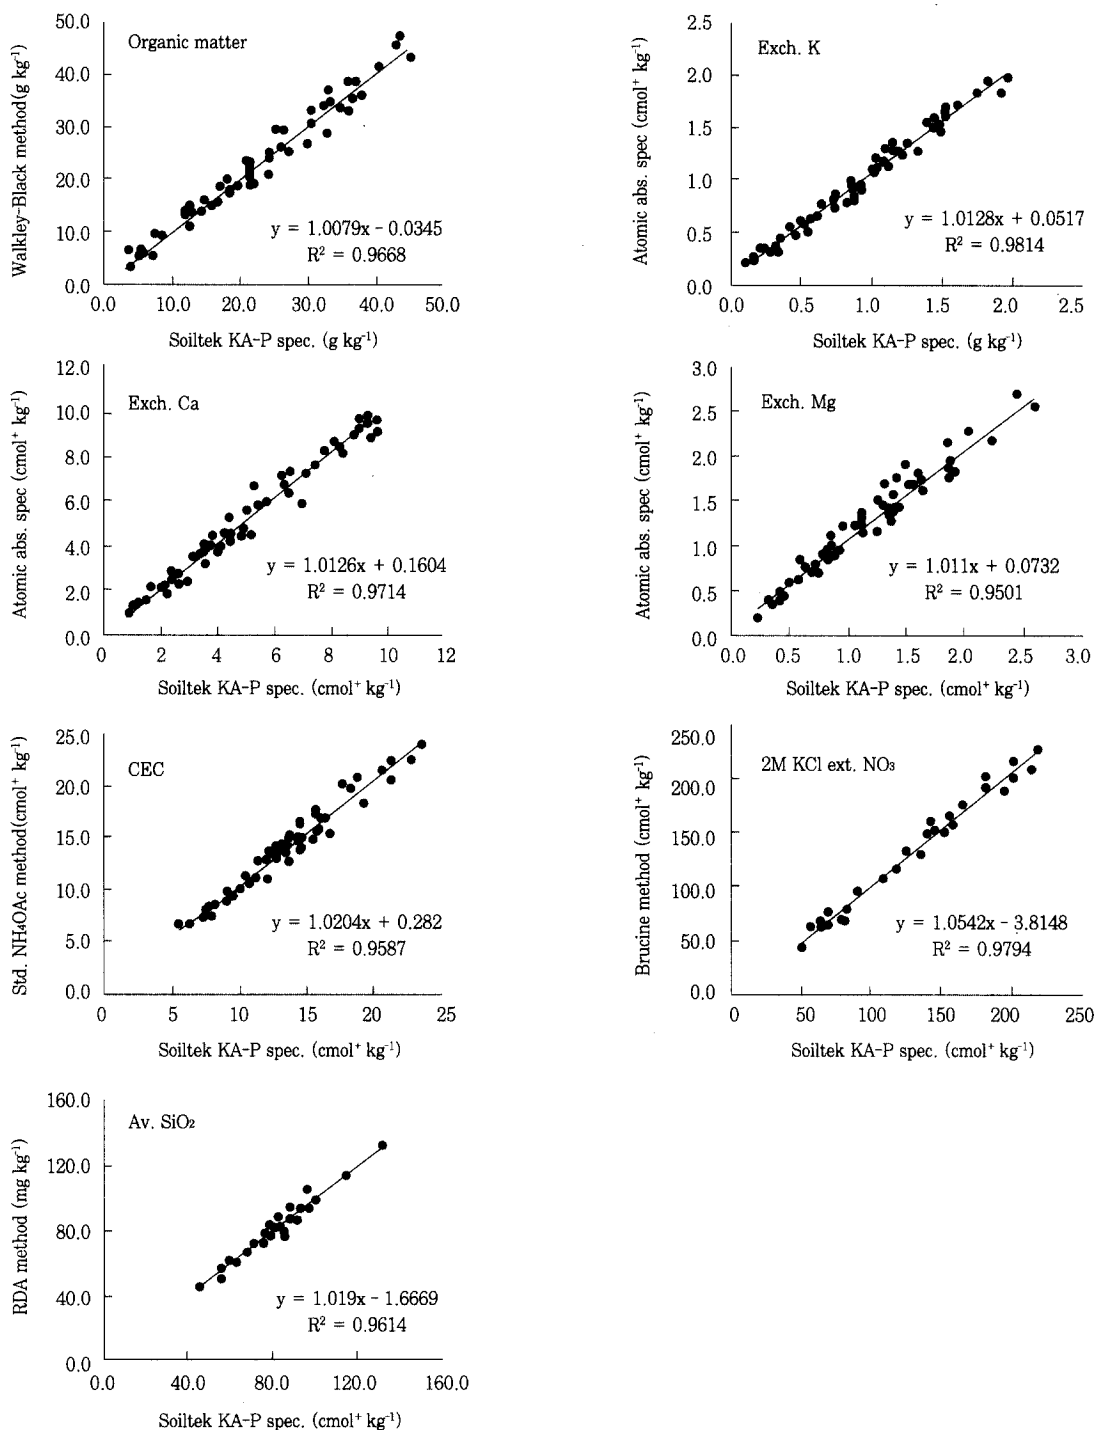 Organic matter
Walkley-Black method(g kg⁻¹)
50.0
40.0
30.0
20.0
10.0
0.0
y = 1.0079x - 0.0345
R² = 0.9668
0.0 10.0 20.0 30.0 40.0 50.0
Soiltek KA-P spec. (g kg⁻¹)
Exch. K
Atomic abs. spec (cmol⁺ kg⁻¹)
2.5
2.0
1.5
1.0
0.5
0.0
y = 1.0128x + 0.0517
R² = 0.9814
0.0 0.5 1.0 1.5 2.0 2.5
Soiltek KA-P spec. (g kg⁻¹)
Exch. Ca
Atomic abs. spec (cmol⁺ kg⁻¹)
12.0
10.0
8.0
6.0
4.0
2.0
0.0
y = 1.0126x + 0.1604
R² = 0.9714
0 2 4 6 8 10 12
Soiltek KA-P spec. (cmol⁺ kg⁻¹)
Exch. Mg
Atomic abs. spec (cmol⁺ kg⁻¹)
3.0
2.5
2.0
1.5
1.0
0.5
0.0
y = 1.011x + 0.0732
R² = 0.9501
0.0 0.5 1.0 1.5 2.0 2.5 3.0
Soiltek KA-P spec. (cmol⁺ kg⁻¹)
CEC
Std. NH₄OAc method(cmol⁺ kg⁻¹)
25.0
20.0
15.0
10.0
5.0
0.0
y = 1.0204x + 0.282
R² = 0.9587
0 5 10 15 20 25
Soiltek KA-P spec. (cmol⁺ kg⁻¹)
2M KCl ext. NO₃
Brucine method (cmol⁺ kg⁻¹)
250.0
200.0
150.0
100.0
50.0
0.0
y = 1.0542x - 3.8148
R² = 0.9794
0 50 100 150 200 250
Soiltek KA-P spec. (cmol⁺ kg⁻¹)
Av. SiO₂
RDA method (mg kg⁻¹)
160.0
120.0
80.0
40.0
0.0
y = 1.019x - 1.6669
R² = 0.9614
0.0 40.0 80.0 120.0 160.0
Soiltek KA-P spec. (cmol⁺ kg⁻¹)